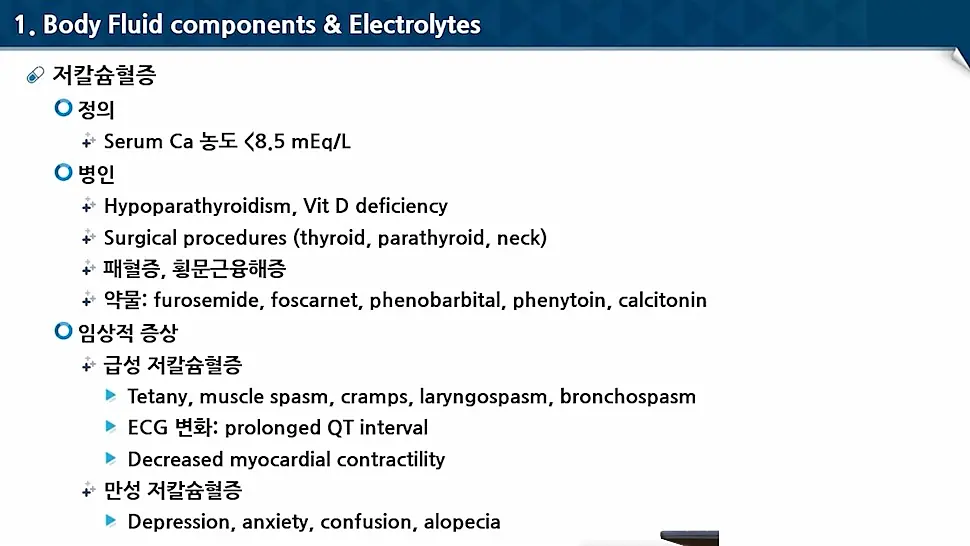 1. Body Fluid components & Electrolytes
저칼슘혈증
정의
Serum Ca 농도 <8.5 mEq/L
병인
Hypoparathyroidism, Vit D deficiency
Surgical procedures (thyroid, parathyroid, neck)
패혈증, 횡문근융해증
약물: furosemide, foscarnet, phenobarbital, phenytoin, calcitonin
임상적 증상
급성 저칼슘혈증
Tetany, muscle spasm, cramps, laryngospasm, bronchospasm
ECG 변화: prolonged QT interval
Decreased myocardial contractility
만성 저칼슘혈증
Depression, anxiety, confusion, alopecia